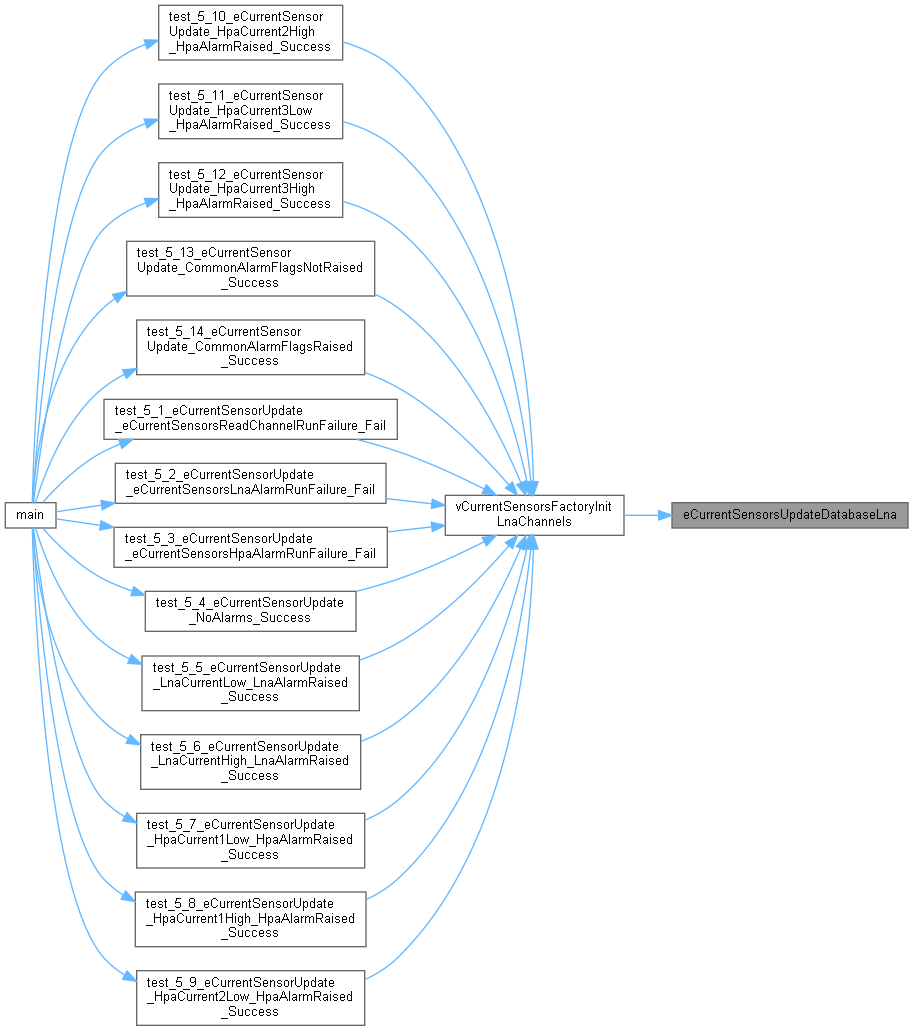 test_5_10_eCurrentSensor
Update_HpaCurrent2High
_HpaAlarmRaised_Success
test_5_11_eCurrentSensor
Update_HpaCurrent3Low
_HpaAlarmRaised_Success
test_5_12_eCurrentSensor
Update_HpaCurrent3High
_HpaAlarmRaised_Success
test_5_13_eCurrentSensor
Update_CommonAlarmFlagsNotRaised
_Success
test_5_14_eCurrentSensor
Update_CommonAlarmFlagsRaised
_Success
test_5_1_eCurrentSensorUpdate
_eCurrentSensorsReadChannelRunFailure_Fail
test_5_2_eCurrentSensorUpdate
_eCurrentSensorsLnaAlarmRunFailure_Fail
main
vCurrentSensorsFactoryInit
LnaChannels
eCurrentSensorsUpdateDatabaseLna
test_5_3_eCurrentSensorUpdate
_eCurrentSensorsHpaAlarmRunFailure_Fail
test_5_4_eCurrentSensorUpdate
_NoAlarms_Success
test_5_5_eCurrentSensorUpdate
_LnaCurrentLow_LnaAlarmRaised
_Success
test_5_6_eCurrentSensorUpdate
_LnaCurrentHigh_LnaAlarmRaised
_Success
test_5_7_eCurrentSensorUpdate
_HpaCurrent1Low_HpaAlarmRaised
_Success
test_5_8_eCurrentSensorUpdate
_HpaCurrent1High_HpaAlarmRaised
_Success
test_5_9_eCurrentSensorUpdate
_HpaCurrent2Low_HpaAlarmRaised
_Success